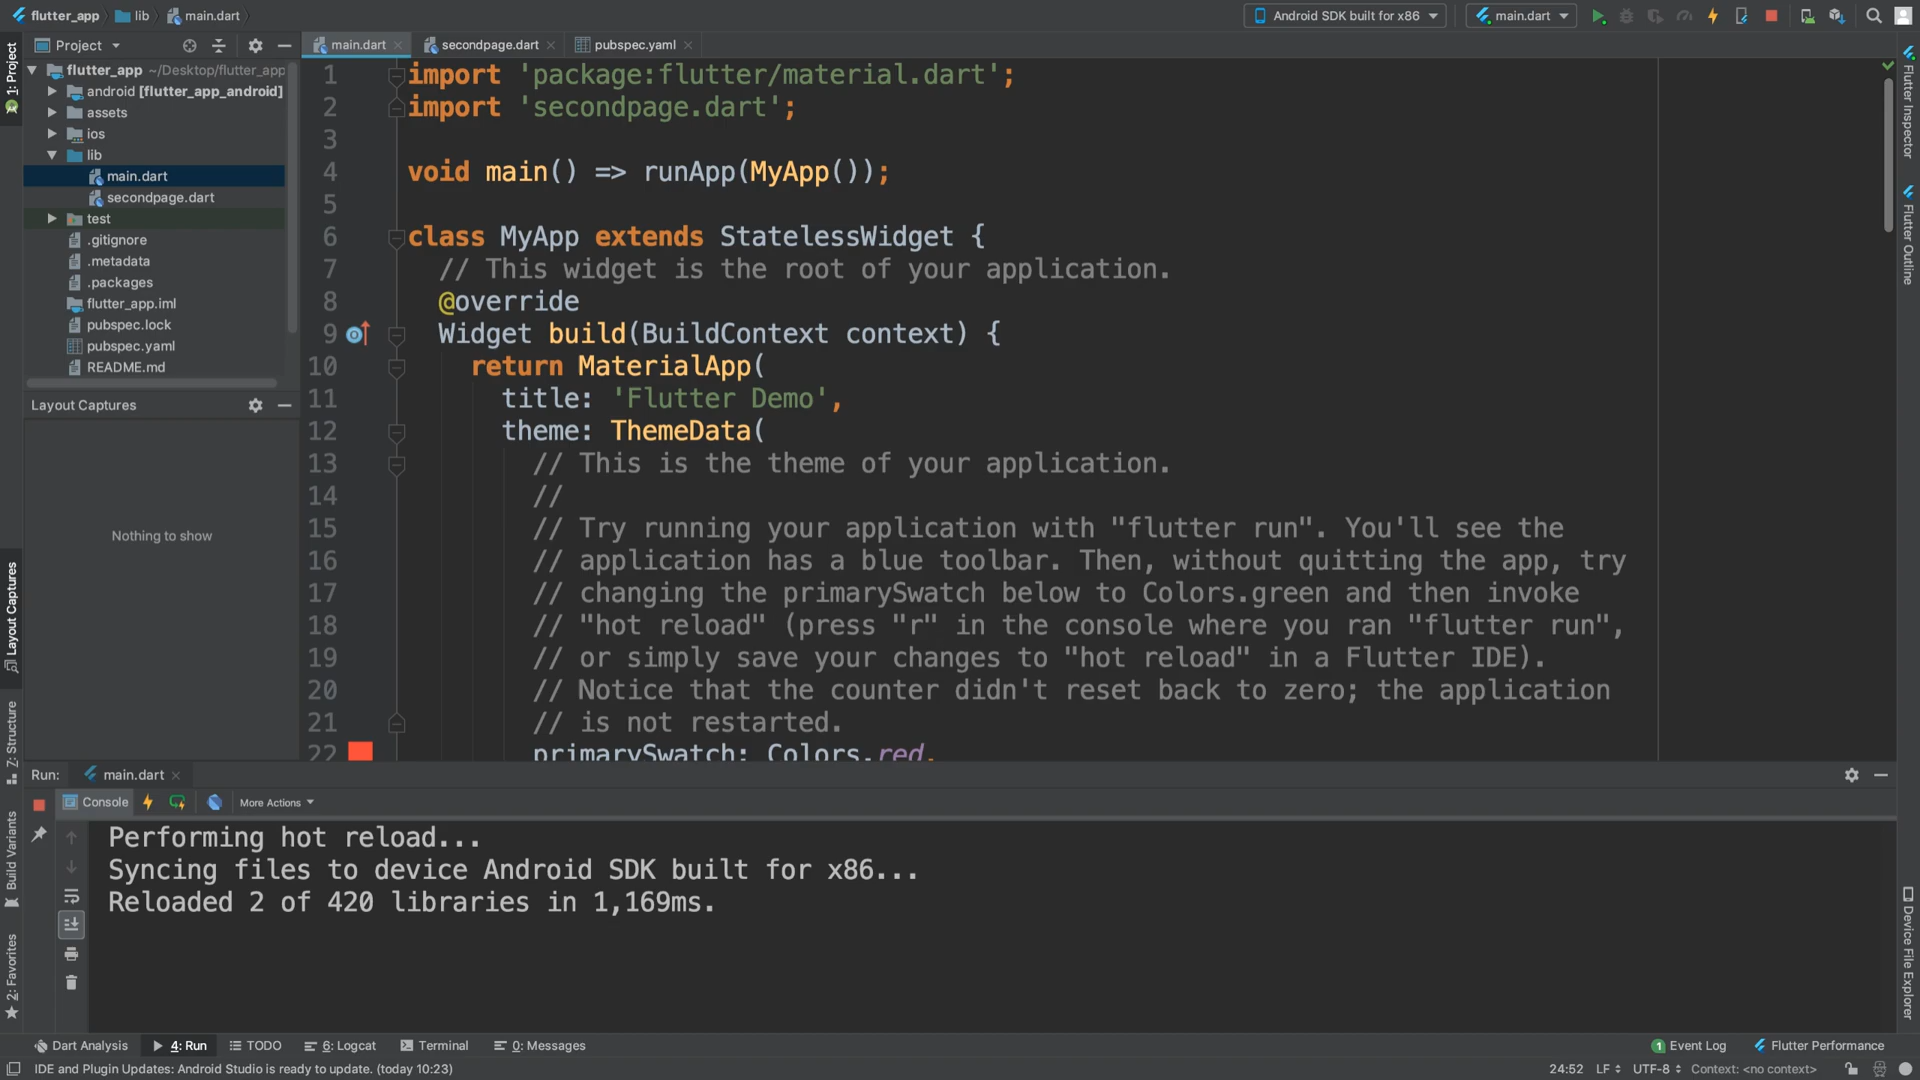 flutter_app
lib
main.dart
Android SDK built for x86
main.dart
Project
main.dart
secondpage.dart
pubspec.yaml
flutter_app ~/Desktop/flutter_app
android [flutter_app_android]
assets
ios
lib
main.dart
secondpage.dart
test
.gitignore
.metadata
.packages
flutter_app.iml
pubspec.lock
pubspec.yaml
README.md
Layout Captures
Nothing to show
1: Project
Layout Captures
Z: Structure
Build Variants
2: Favorites
1 import 'package:flutter/material.dart';
2 import 'secondpage.dart';
3
4 void main() => runApp(MyApp());
5
6 class MyApp extends StatelessWidget {
7 // This widget is the root of your application.
8 @override
9 Widget build(BuildContext context) {
10 return MaterialApp(
11 title: 'Flutter Demo',
12 theme: ThemeData(
13 // This is the theme of your application.
14 //
15 // Try running your application with "flutter run". You'll see the
16 // application has a blue toolbar. Then, without quitting the app, try
17 // changing the primarySwatch below to Colors.green and then invoke
18 // "hot reload" (press "r" in the console where you ran "flutter run",
19 // or simply save your changes to "hot reload" in a Flutter IDE).
20 // Notice that the counter didn't reset back to zero; the application
21 // is not restarted.
22 primarySwatch: Colors.red,
Flutter Inspector
Flutter Outline
Device File Explorer
Run:
main.dart
Console
More Actions
Performing hot reload...
Syncing files to device Android SDK built for x86...
Reloaded 2 of 420 libraries in 1,169ms.
Dart Analysis
4: Run
TODO
6: Logcat
Terminal
0: Messages
1 Event Log
Flutter Performance
IDE and Plugin Updates: Android Studio is ready to update. (today 10:23)
24:52
LF
UTF-8
Context: <no context>